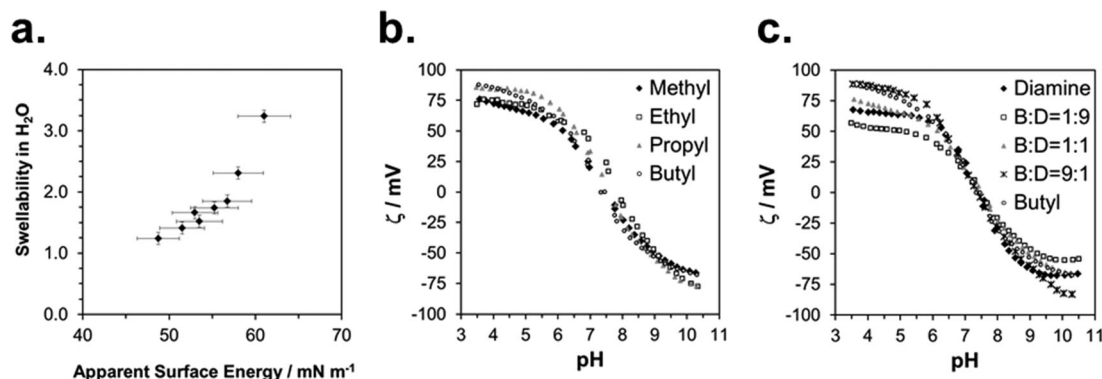 a.
4.0
3.0
2.0
1.0
0.0
40
50
60
70
Swellability in H₂O
Apparent Surface Energy / mN m⁻¹
b.
100
75
50
25
0
-25
-50
-75
-100
3 4 5 6 7 8 9 10 11
ζ / mV
pH
Methyl
Ethyl
Propyl
Butyl
c.
100
75
50
25
0
-25
-50
-75
-100
3 4 5 6 7 8 9 10 11
ζ / mV
pH
Diamine
B:D=1:9
B:D=1:1
B:D=9:1
Butyl